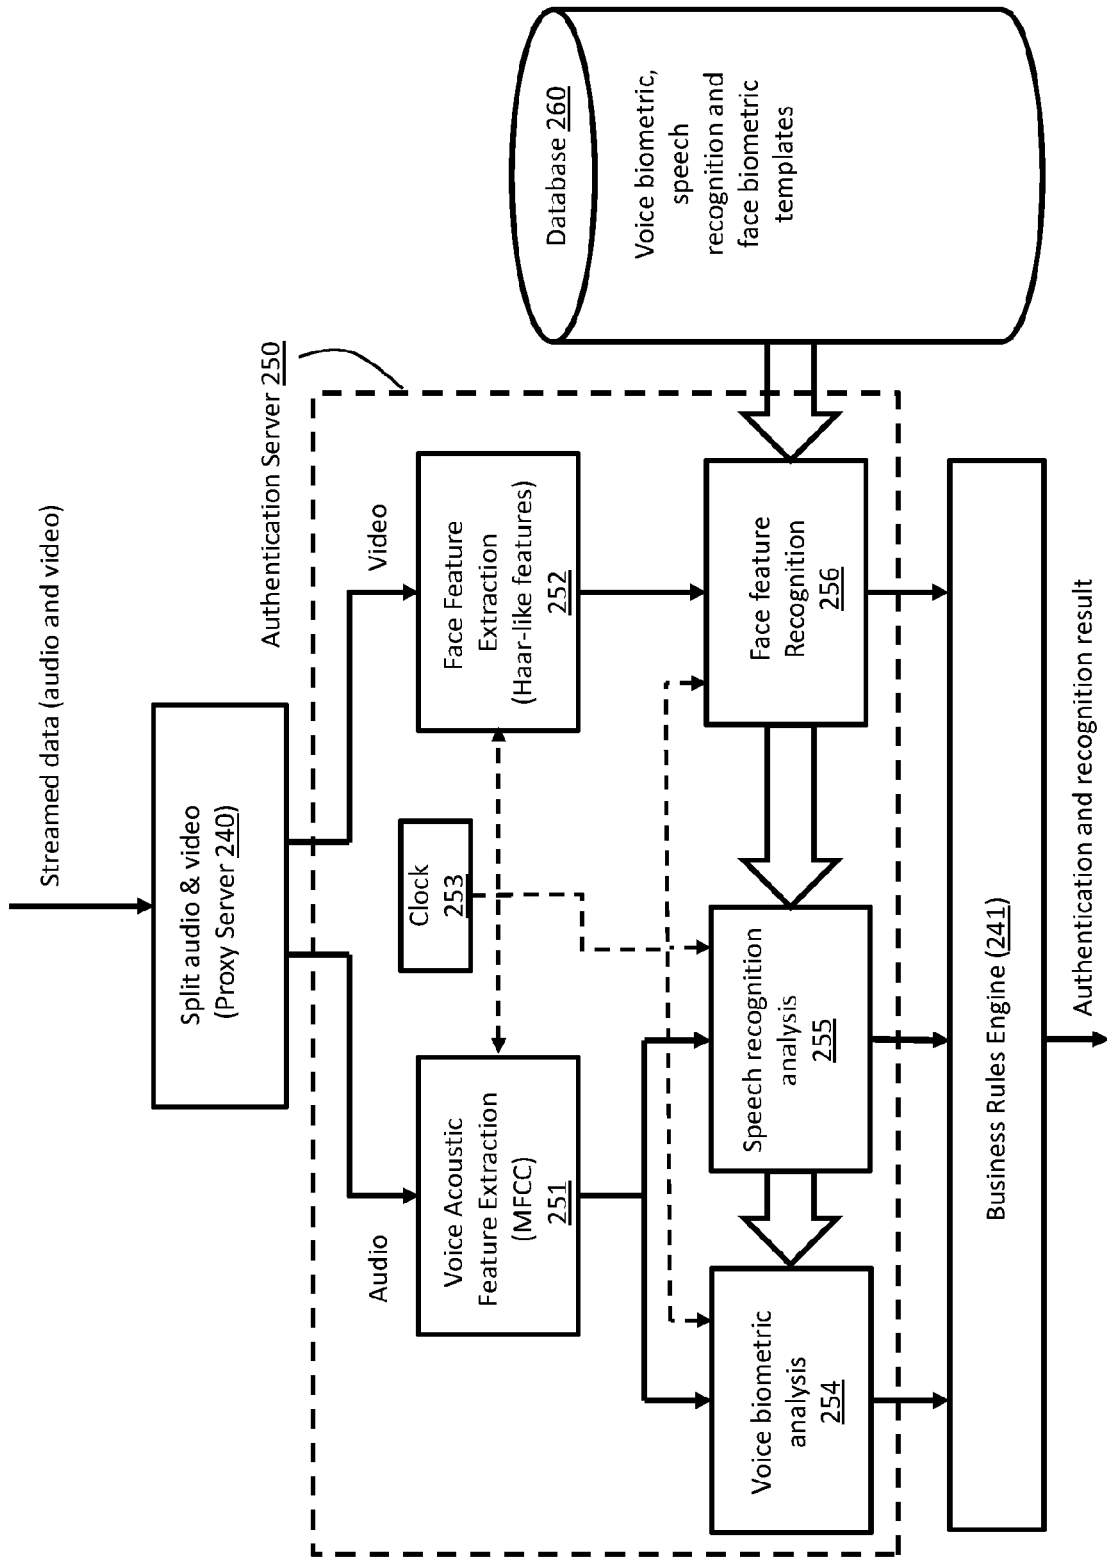 Streamed data (audio and video)
Split audio & video
(Proxy Server 240)
Authentication Server 250
Audio
Video
Voice Acoustic
Feature Extraction
(MFCC)
251
Clock
253
Face Feature
Extraction
(Haar-like features)
252
Database 260
Voice biometric,
speech
recognition and
face biometric
templates
Voice biometric
analysis
254
Speech recognition
analysis
255
Face feature
Recognition
256
Business Rules Engine (241)
Authentication and recognition result